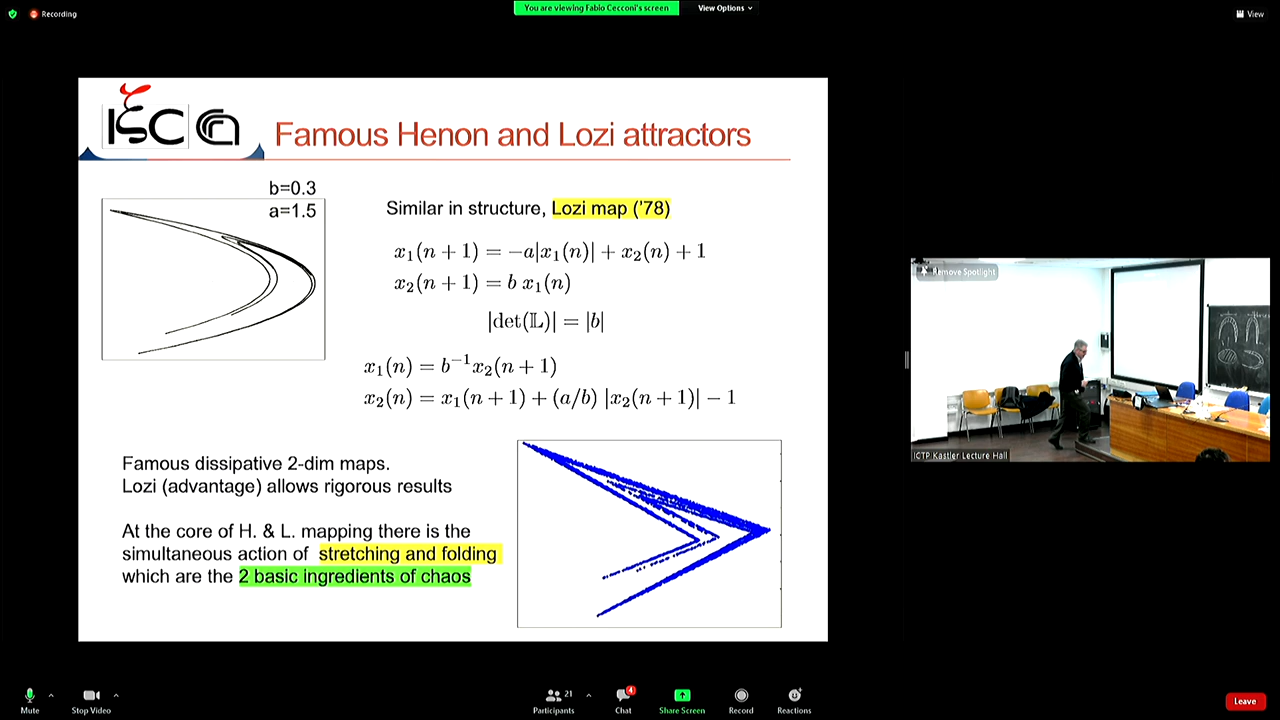 Recording
You are viewing Fabio Cecconi's screen
View Options
View
ISC CNR
Famous Henon and Lozi attractors
b=0.3
a=1.5
Similar in structure, Lozi map ('78)
x₁(n + 1) = −a|x₁(n)| + x₂(n) + 1
x₂(n + 1) = b x₁(n)
|det(𝕃)| = |b|
x₁(n) = b⁻¹x₂(n + 1)
x₂(n) = x₁(n + 1) + (a/b) |x₂(n + 1)| − 1
Famous dissipative 2-dim maps.
Lozi (advantage) allows rigorous results
At the core of H. & L. mapping there is the
simultaneous action of stretching and folding
which are the 2 basic ingredients of chaos
Remove Spotlight
ICTP Kastler Lecture Hall
Mute
Stop Video
21
Participants
4
Chat
Share Screen
Record
Reactions
Leave